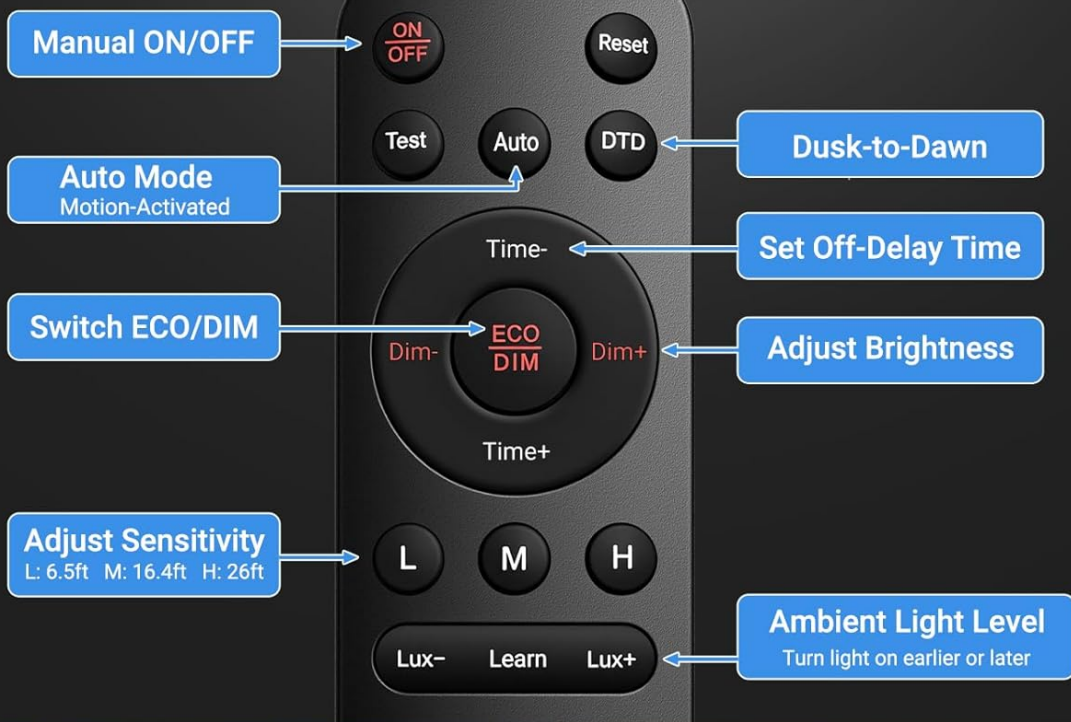 Manual ON/OFF
ON
OFF
Reset
Test
Auto
DTD
Dusk-to-Dawn
Auto Mode
Motion-Activated
Time-
Set Off-Delay Time
Switch ECO/DIM
Dim-
ECO
DIM
Dim+
Adjust Brightness
Time+
Adjust Sensitivity
L: 6.5ft M: 16.4ft H: 26ft
L
M
H
Ambient Light Level
Turn light on earlier or later
Lux−
Learn
Lux+